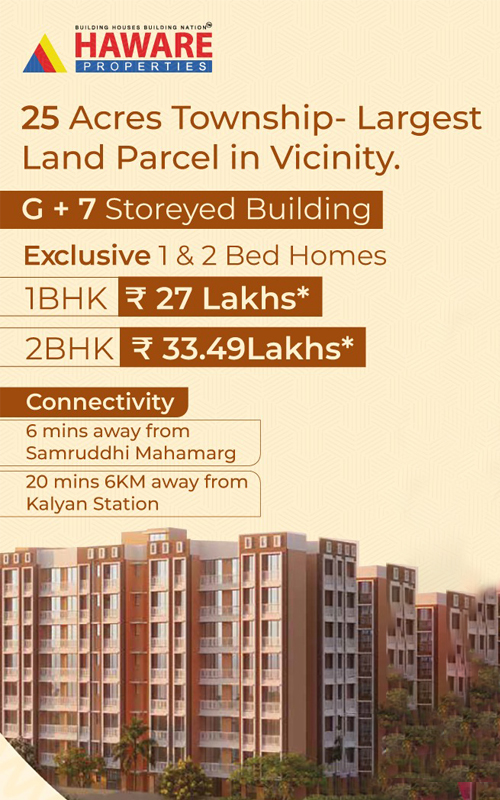 BUILDING HOUSES BUILDING NATION
HAWARE
PROPERTIES
25 Acres Township- Largest
Land Parcel in Vicinity.
G + 7 Storeyed Building
Exclusive 1 & 2 Bed Homes
1BHK ₹ 27 Lakhs*
2BHK ₹ 33.49Lakhs*
Connectivity
6 mins away from
Samruddhi Mahamarg
20 mins 6KM away from
Kalyan Station